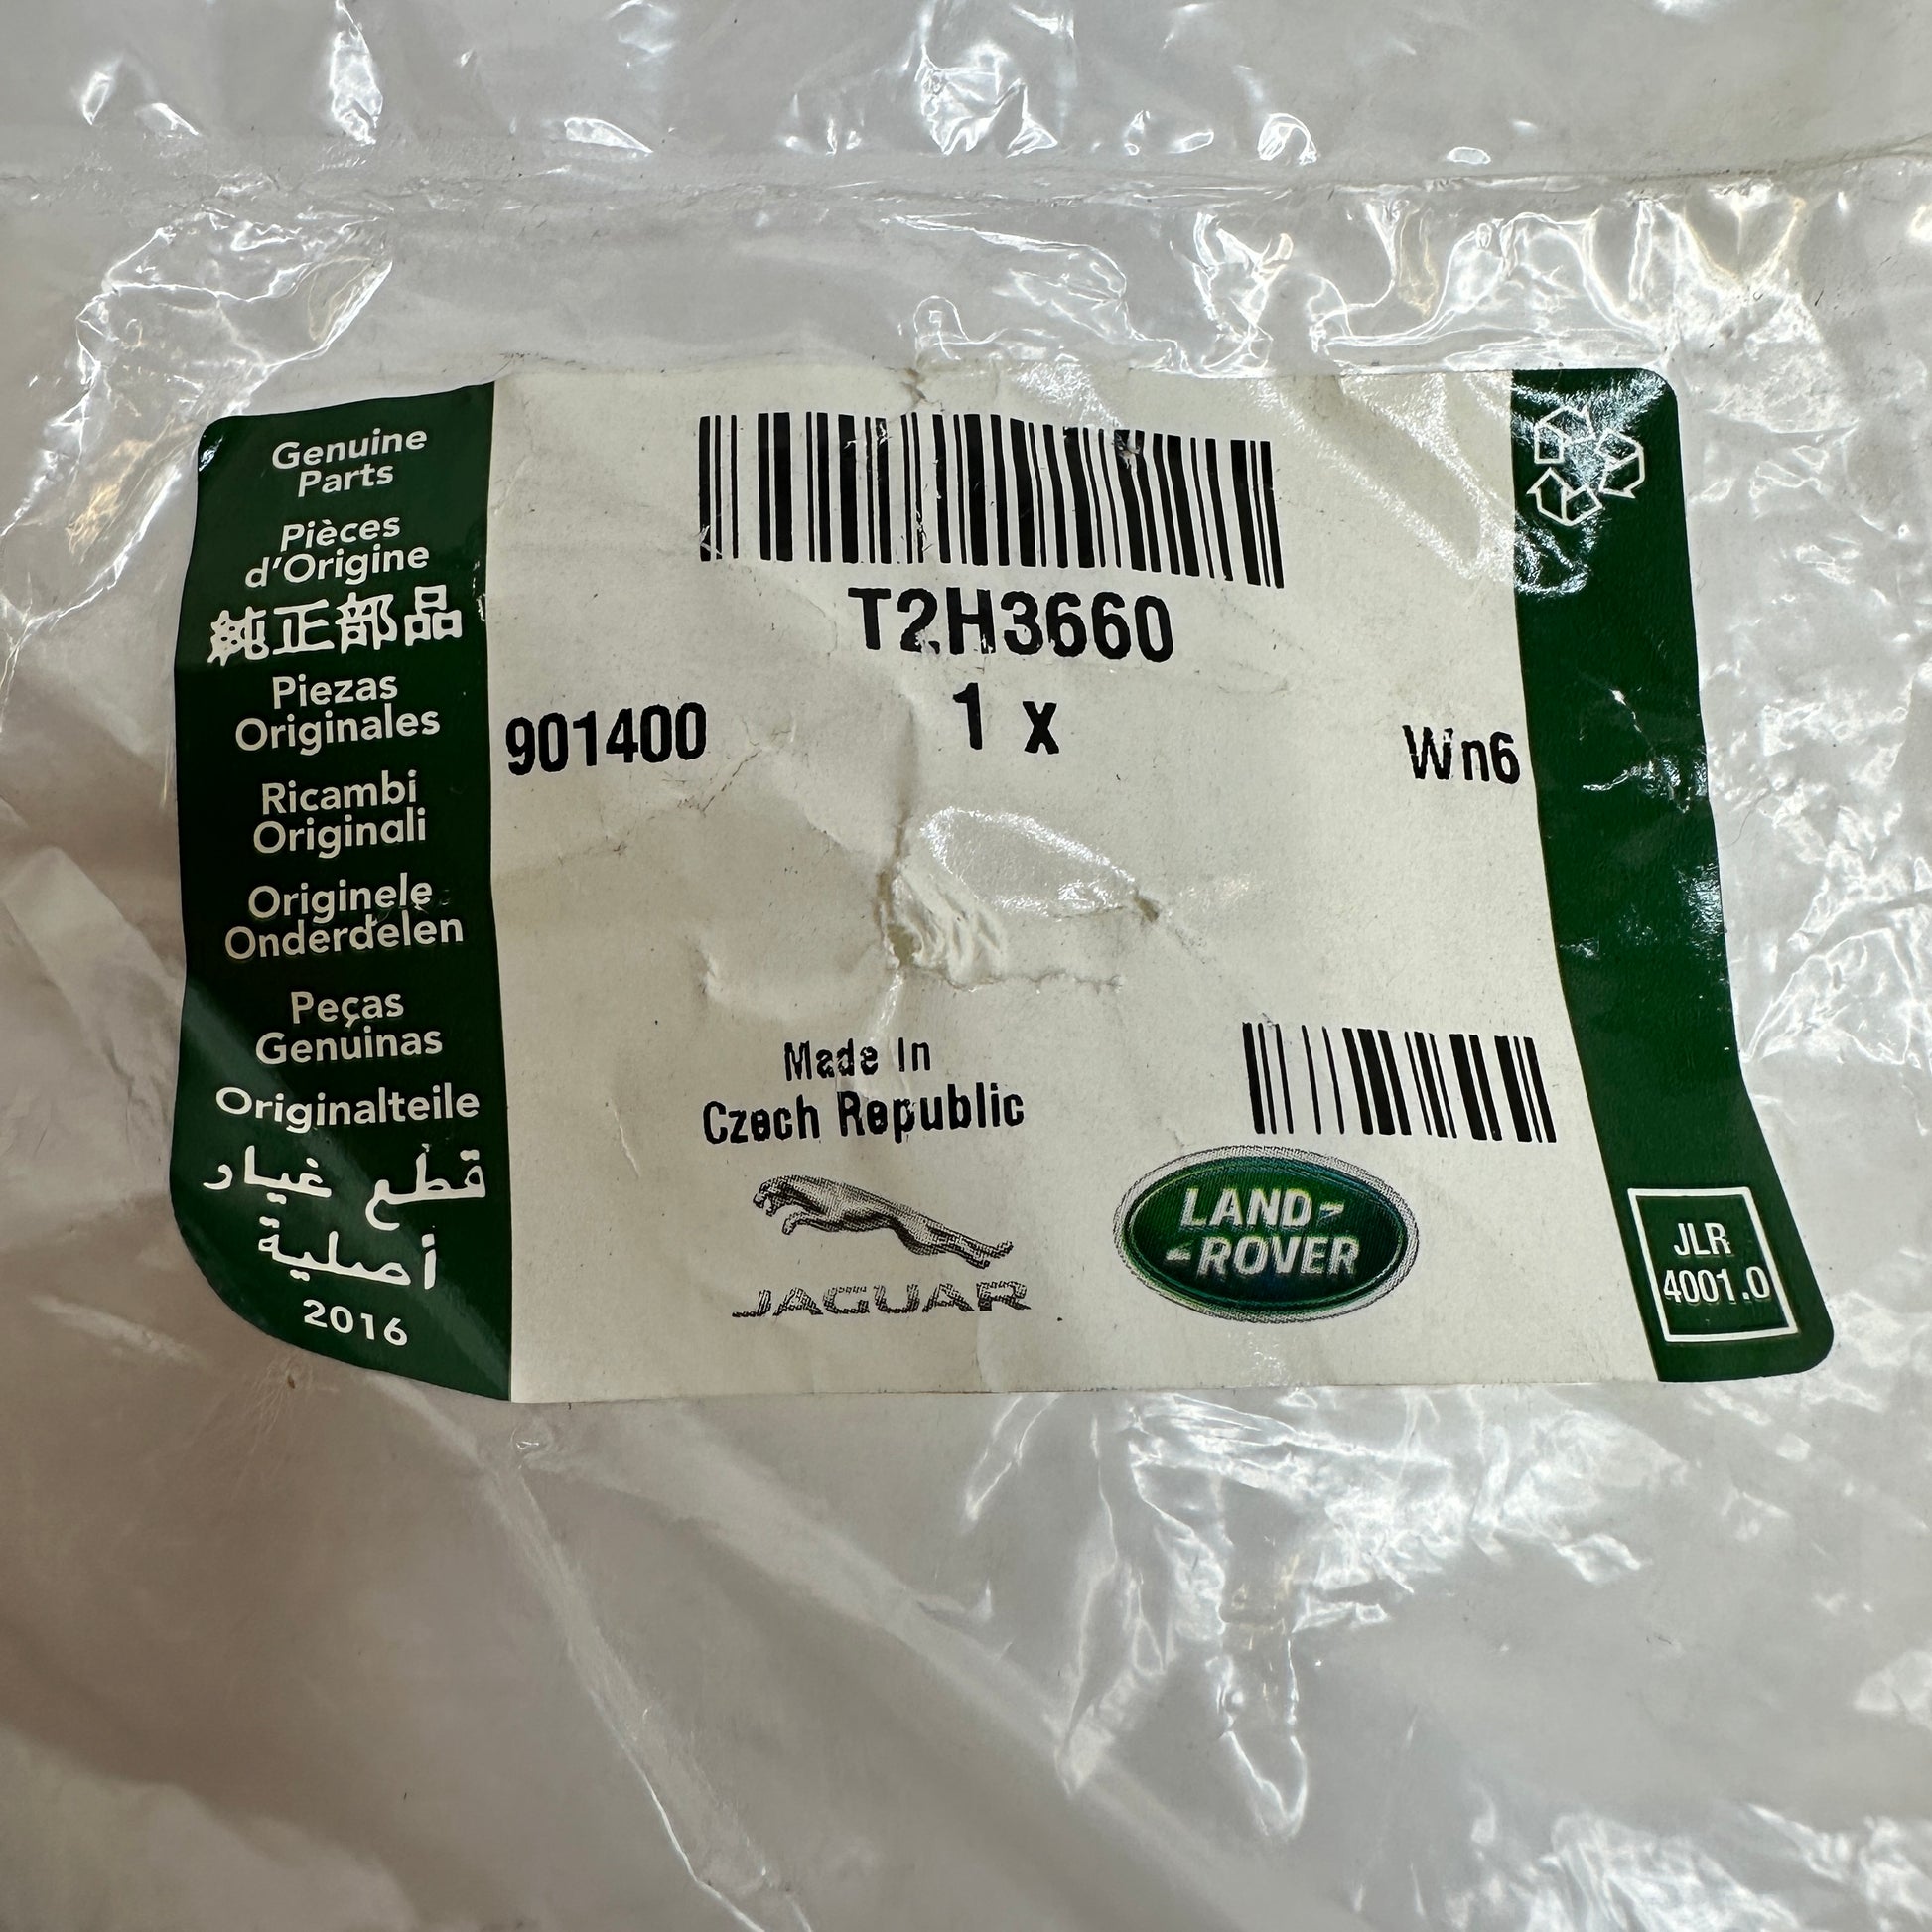 Genuine
Parts
Pièces
d'Origine
純正部品
Piezas
Originales
Ricambi
Originali
Originele
Onderdelen
Peças
Genuinas
Originalteile
قطع غيار
أصلية
2016
T2H3660
901400 1 x Wn6
Made In
Czech Republic
JAGUAR
LAND-
-ROVER
JLR
4001.0